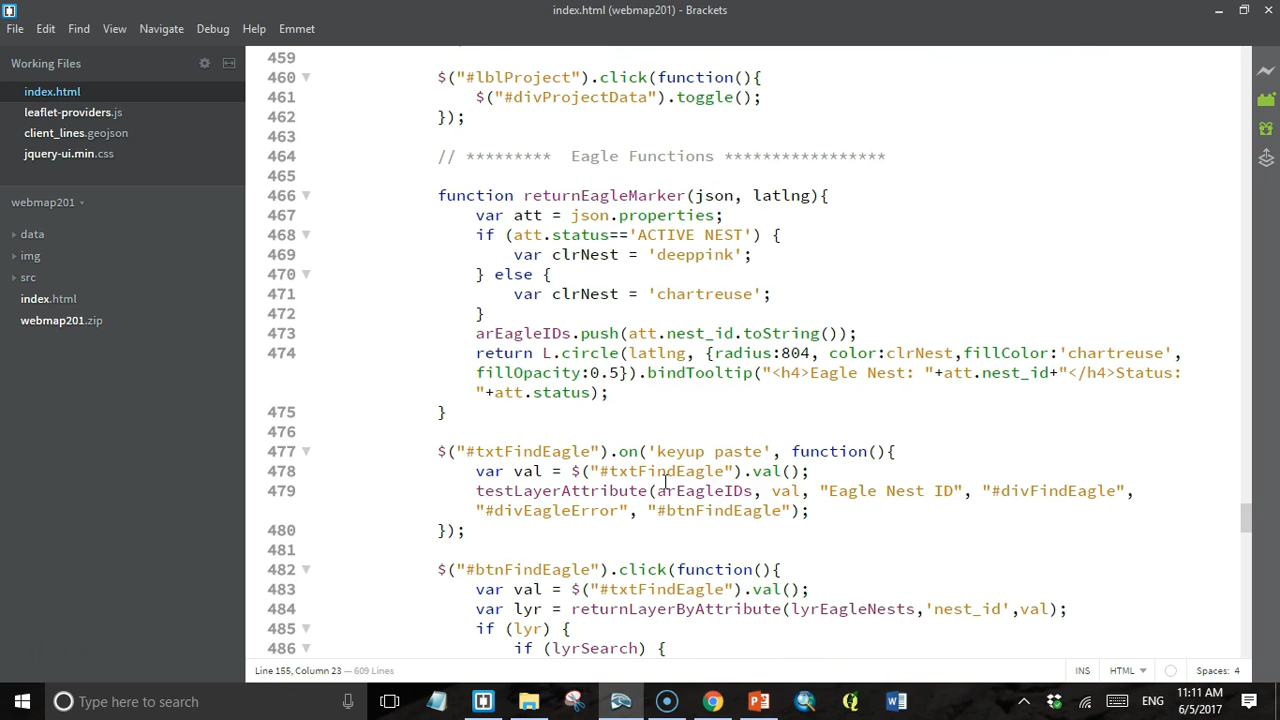 index.html (webmap201) - Brackets
File Edit Find View Navigate Debug Help Emmet
Working Files
index.html
leaflet-providers.js
client_lines.geojson
jquery-ui.min.css
webmap201
data
img
src
index.html
webmap201.zip
459
460 $("#lblProject").click(function(){
461 $("#divProjectData").toggle();
462 });
463
464 // ********* Eagle Functions *****************
465
466 function returnEagleMarker(json, latlng){
467 var att = json.properties;
468 if (att.status=='ACTIVE NEST') {
469 var clrNest = 'deeppink';
470 } else {
471 var clrNest = 'chartreuse';
472 }
473 arEagleIDs.push(att.nest_id.toString());
474 return L.circle(latlng, {radius:804, color:clrNest,fillColor:'chartreuse',
fillOpacity:0.5}).bindTooltip("<h4>Eagle Nest: "+att.nest_id+"</h4>Status:
"+att.status);
475 }
476
477 $("#txtFindEagle").on('keyup paste', function(){
478 var val = $("#txtFindEagle").val();
479 testLayerAttribute(arEagleIDs, val, "Eagle Nest ID", "#divFindEagle",
"#divEagleError", "#btnFindEagle");
480 });
481
482 $("#btnFindEagle").click(function(){
483 var val = $("#txtFindEagle").val();
484 var lyr = returnLayerByAttribute(lyrEagleNests,'nest_id',val);
485 if (lyr) {
486 if (lyrSearch) {
Line 155, Column 23 — 609 Lines
INS HTML Spaces: 4
Type here to search
ENG
11:11 AM
6/5/2017